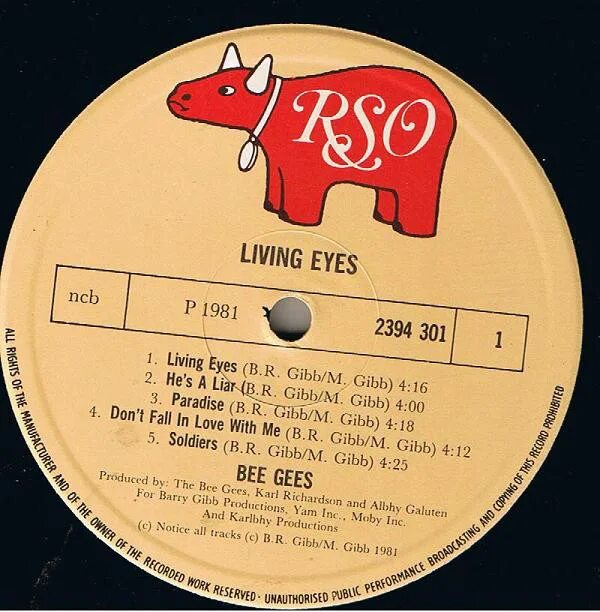 RSO
LIVING EYES
ncb
P 1981
2394 301
1
1. Living Eyes (B.R. Gibb/M. Gibb) 4:16
2. He's A Liar (B.R. Gibb/M. Gibb) 4:00
3. Paradise (B.R. Gibb/M. Gibb) 4:18
4. Don't Fall In Love With Me (B.R. Gibb/M. Gibb) 4:12
5. Soldiers (B.R. Gibb/M. Gibb) 4:25
BEE GEES
Produced by: The Bee Gees, Karl Richardson and Albhy Galuten
For Barry Gibb Productions, Yam Inc., Moby Inc.
And Karlbhy Productions
(c) Notice all tracks (c) B.R. Gibb/M. Gibb 1981
ALL RIGHTS OF THE MANUFACTURER AND OF THE OWNER OF THE RECORDED WORK RESERVED · UNAUTHORISED PUBLIC PERFORMANCE BROADCASTING AND COPYING OF THIS RECORD PROHIBITED